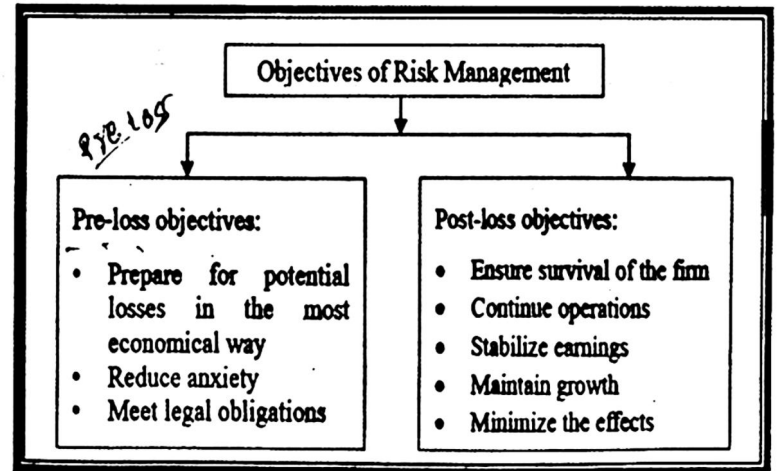 Objectives of Risk Management
Pre los
Pre-loss objectives:
• Prepare for potential
losses in the most
economical way
• Reduce anxiety
• Meet legal obligations
Post-loss objectives:
• Ensure survival of the firm
• Continue operations
• Stabilize earnings
• Maintain growth
• Minimize the effects